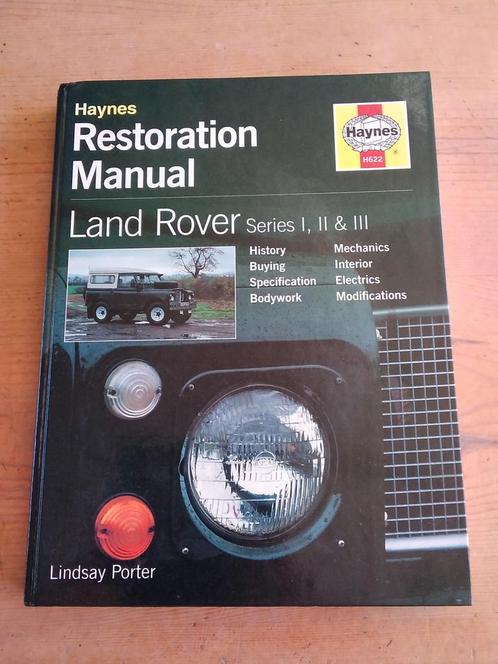 Haynes
Restoration
Manual
Haynes
H622
Land Rover Series I, II & III
History
Buying
Specification
Bodywork
Mechanics
Interior
Electrics
Modifications
Lindsay Porter